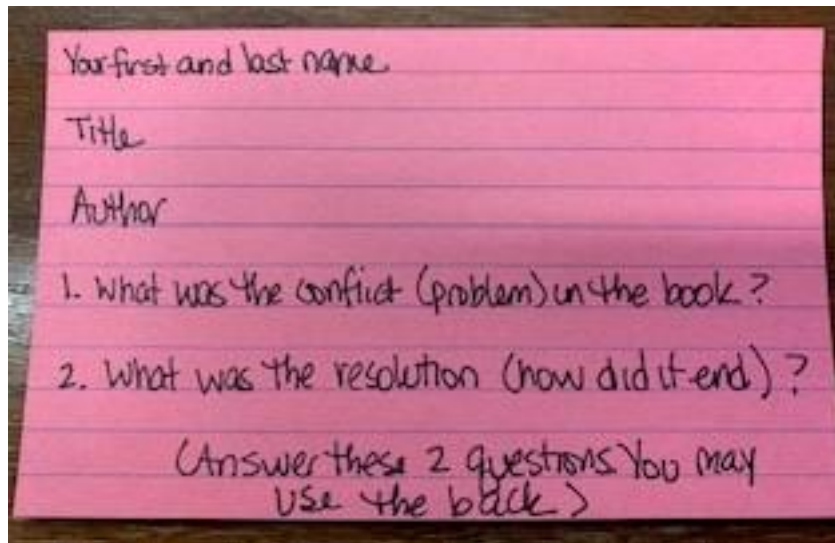 Your first and last name
Title
Author
1. What was the conflict (problem) in the book?
2. What was the resolution (how did it end)?
(Answer these 2 questions. You may
use the back)